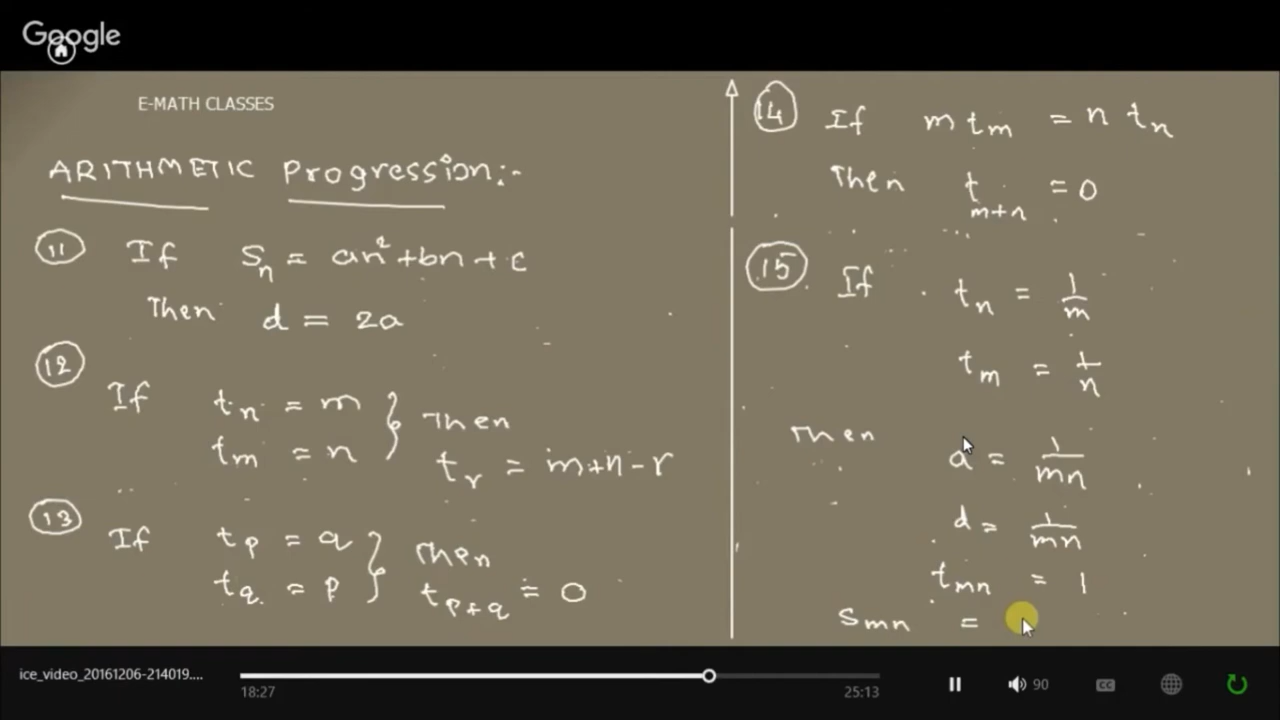 Google
E-MATH CLASSES
ARITHMETIC Progression:-
11 If Sn = an²+bn+c
Then d = 2a
12 If tn = m
tm = n } Then
tr = m+n-r
13 If tp = q
tq = p } Then
tp+q = 0
14 If m tm = n tn
Then tm+n = 0
15 If tn = 1/m
tm = 1/n
Then a = 1/mn
d = 1/mn
tmn = 1
Smn =
ice_video_20161206-214019....
18:27
25:13
90
CC